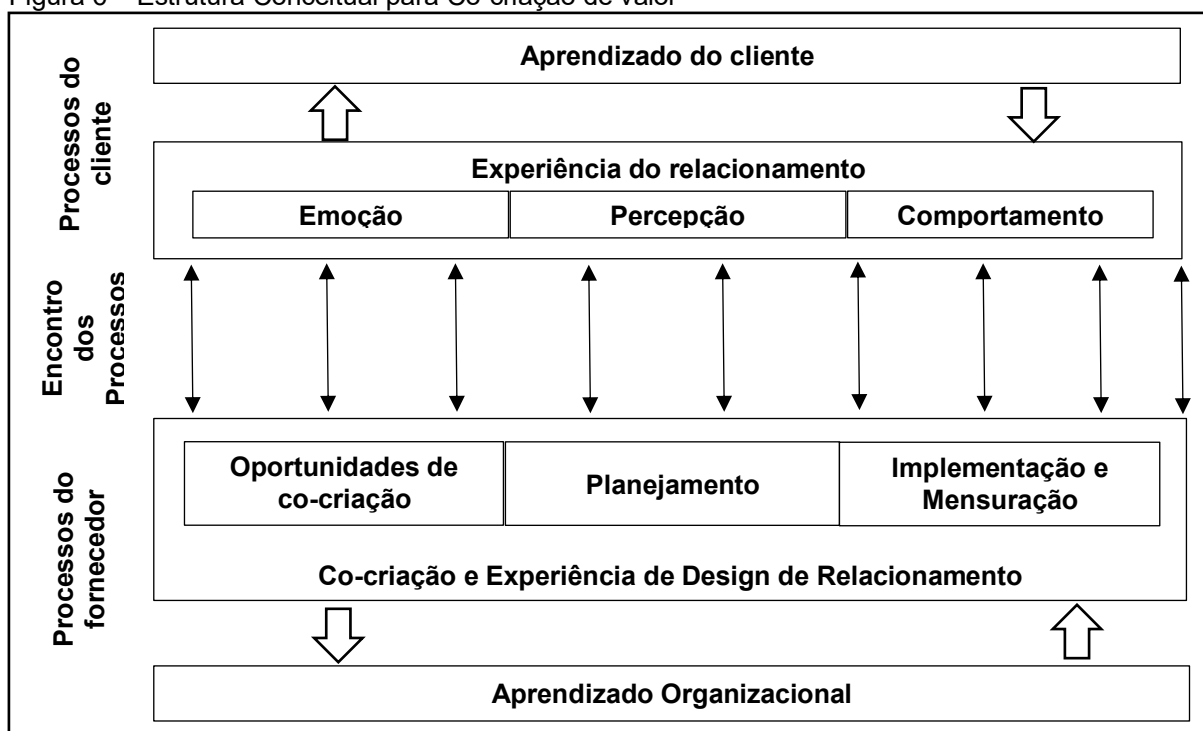 Figura 6 – Estrutura Conceitual para Co-criação de valor
Processos do
cliente
Aprendizado do cliente
Experiência do relacionamento
Emoção
Percepção
Comportamento
Encontro
dos
Processos
Processos do
fornecedor
Oportunidades de
co-criação
Planejamento
Implementação e
Mensuração
Co-criação e Experiência de Design de Relacionamento
Aprendizado Organizacional